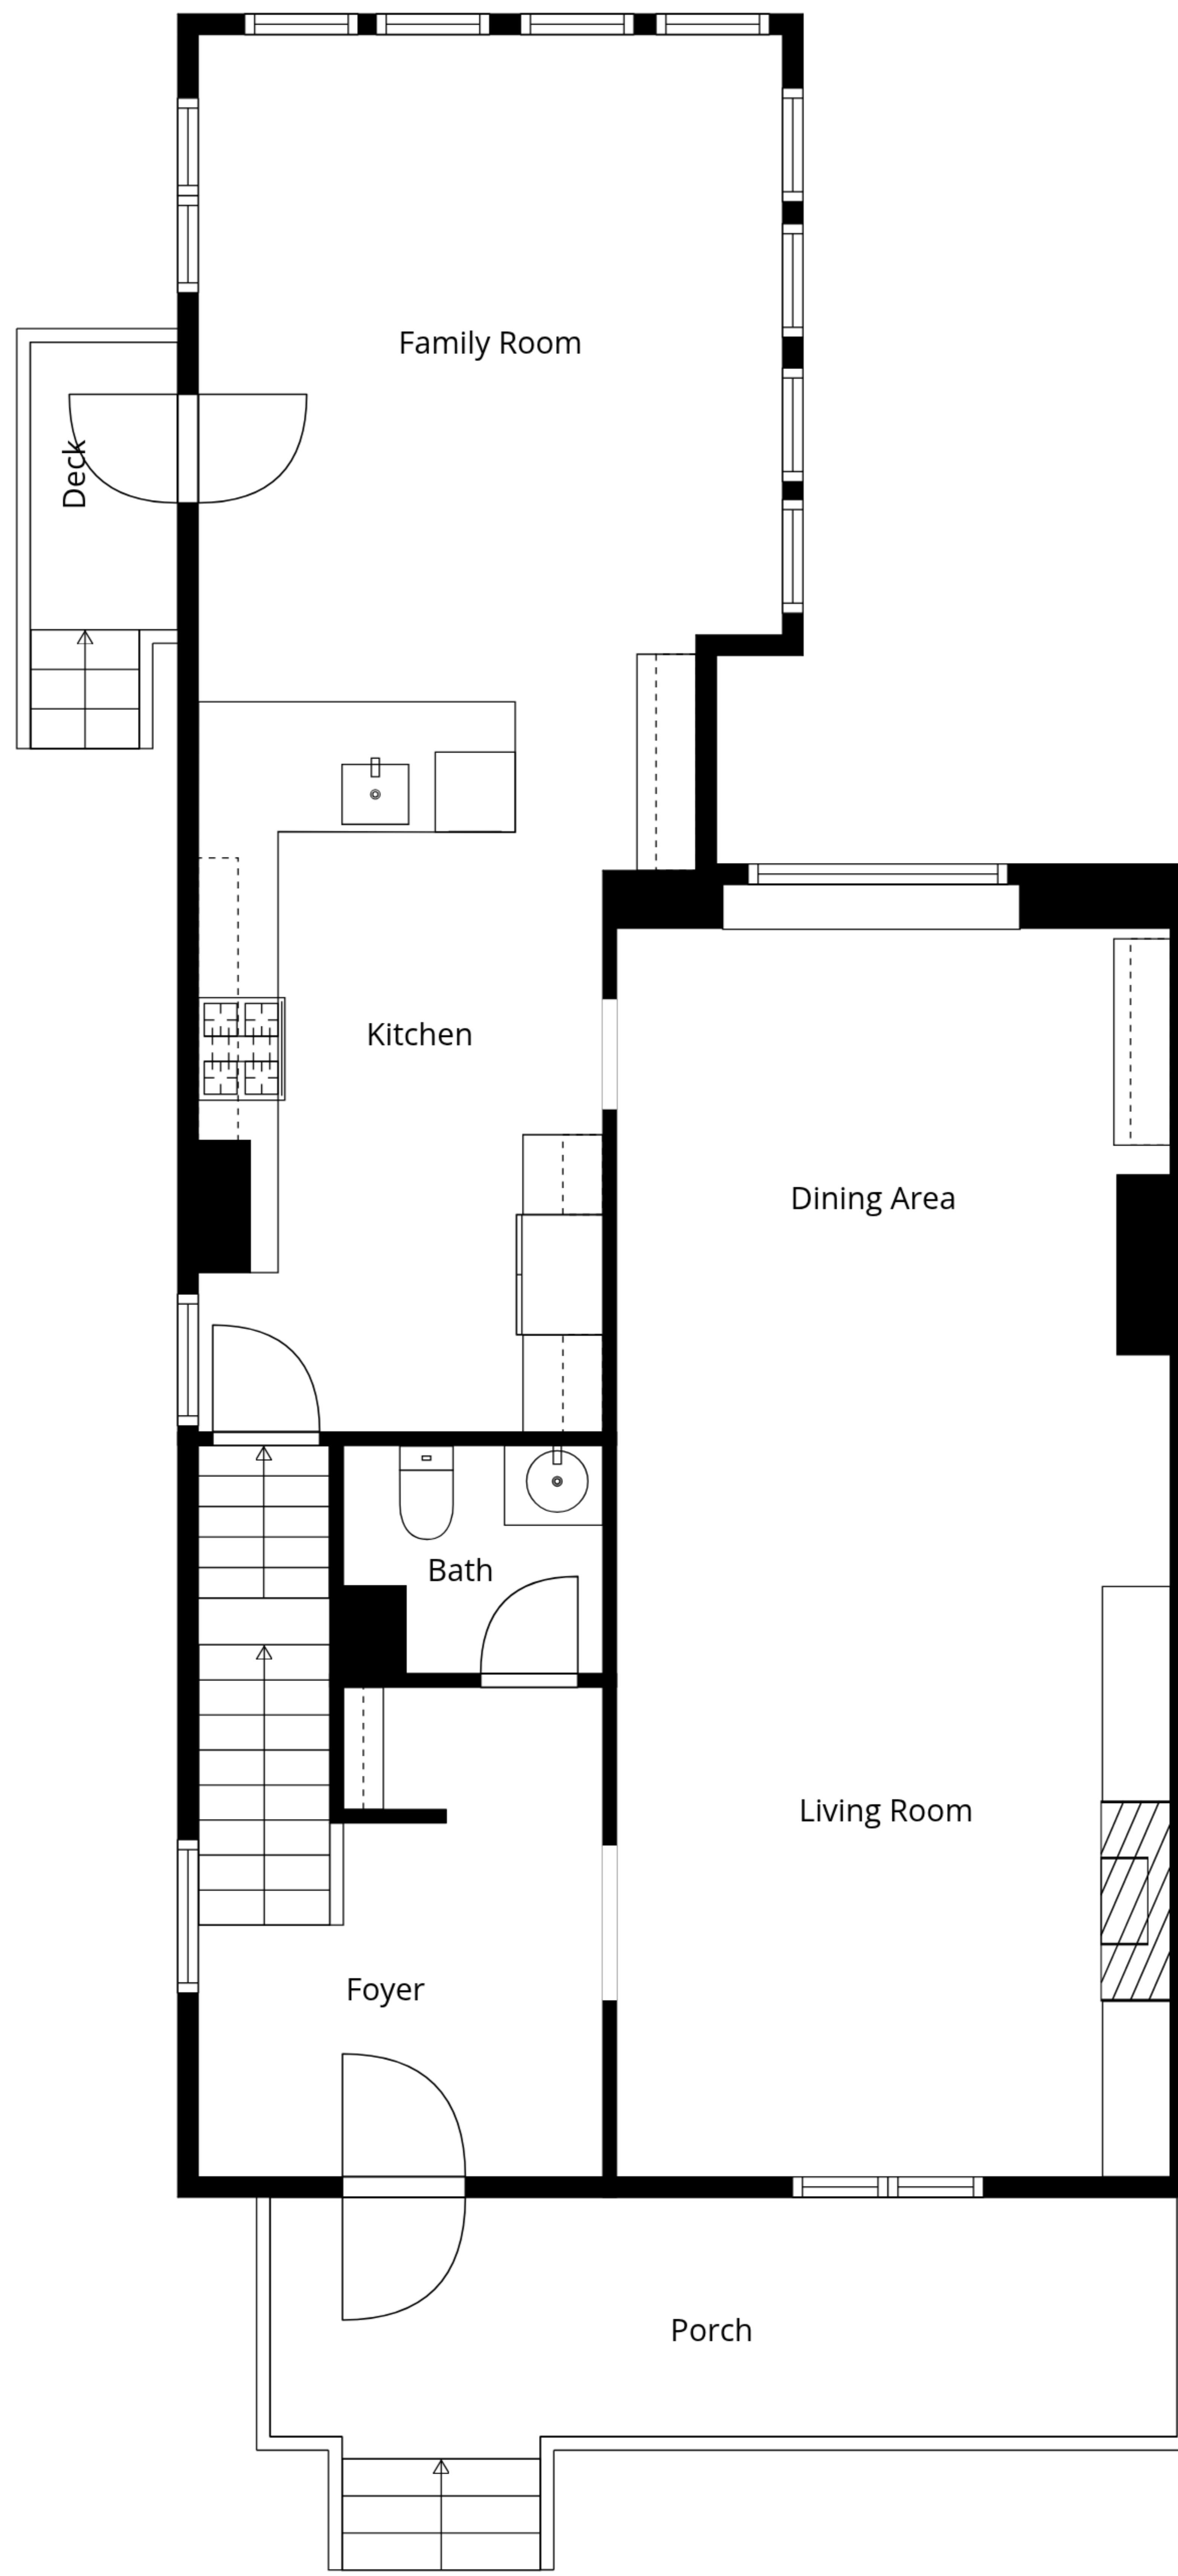 Family Room
Deck
Kitchen
Dining Area
Bath
Living Room
Foyer
Porch